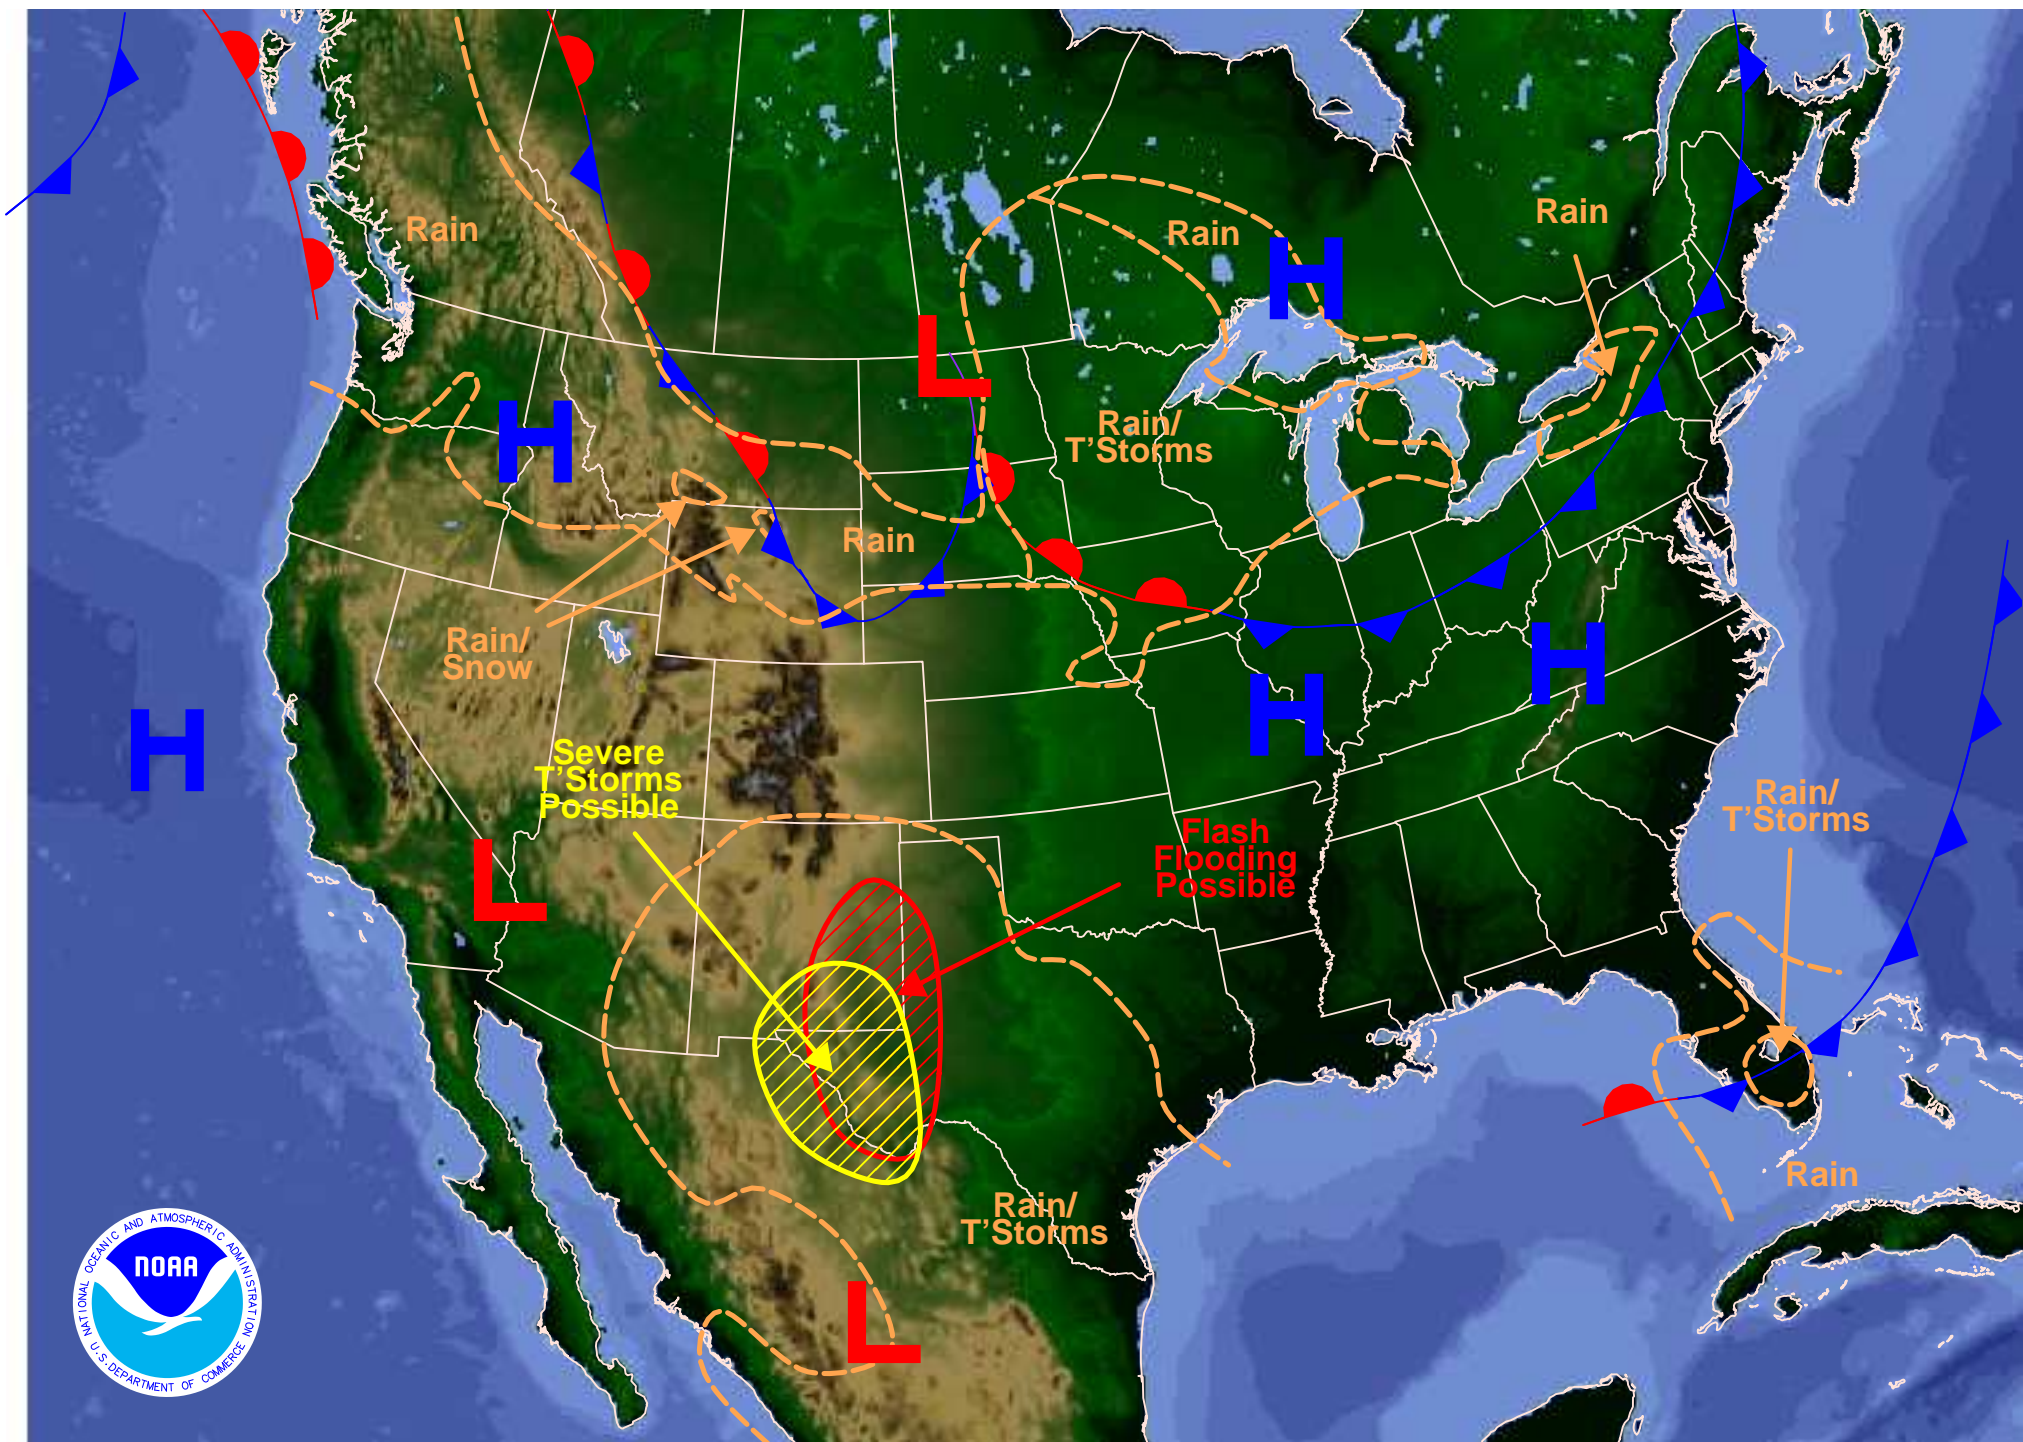 Rain
Rain
Rain
H
L
Rain/
T'Storms
H
Rain
Rain/
Snow
H
H
H
Severe
T'Storms
Possible
Rain/
T'Storms
Flash
Flooding
Possible
L
Rain
Rain/
T'Storms
L
NOAA
NATIONAL OCEANIC AND ATMOSPHERIC ADMINISTRATION
U.S. DEPARTMENT OF COMMERCE